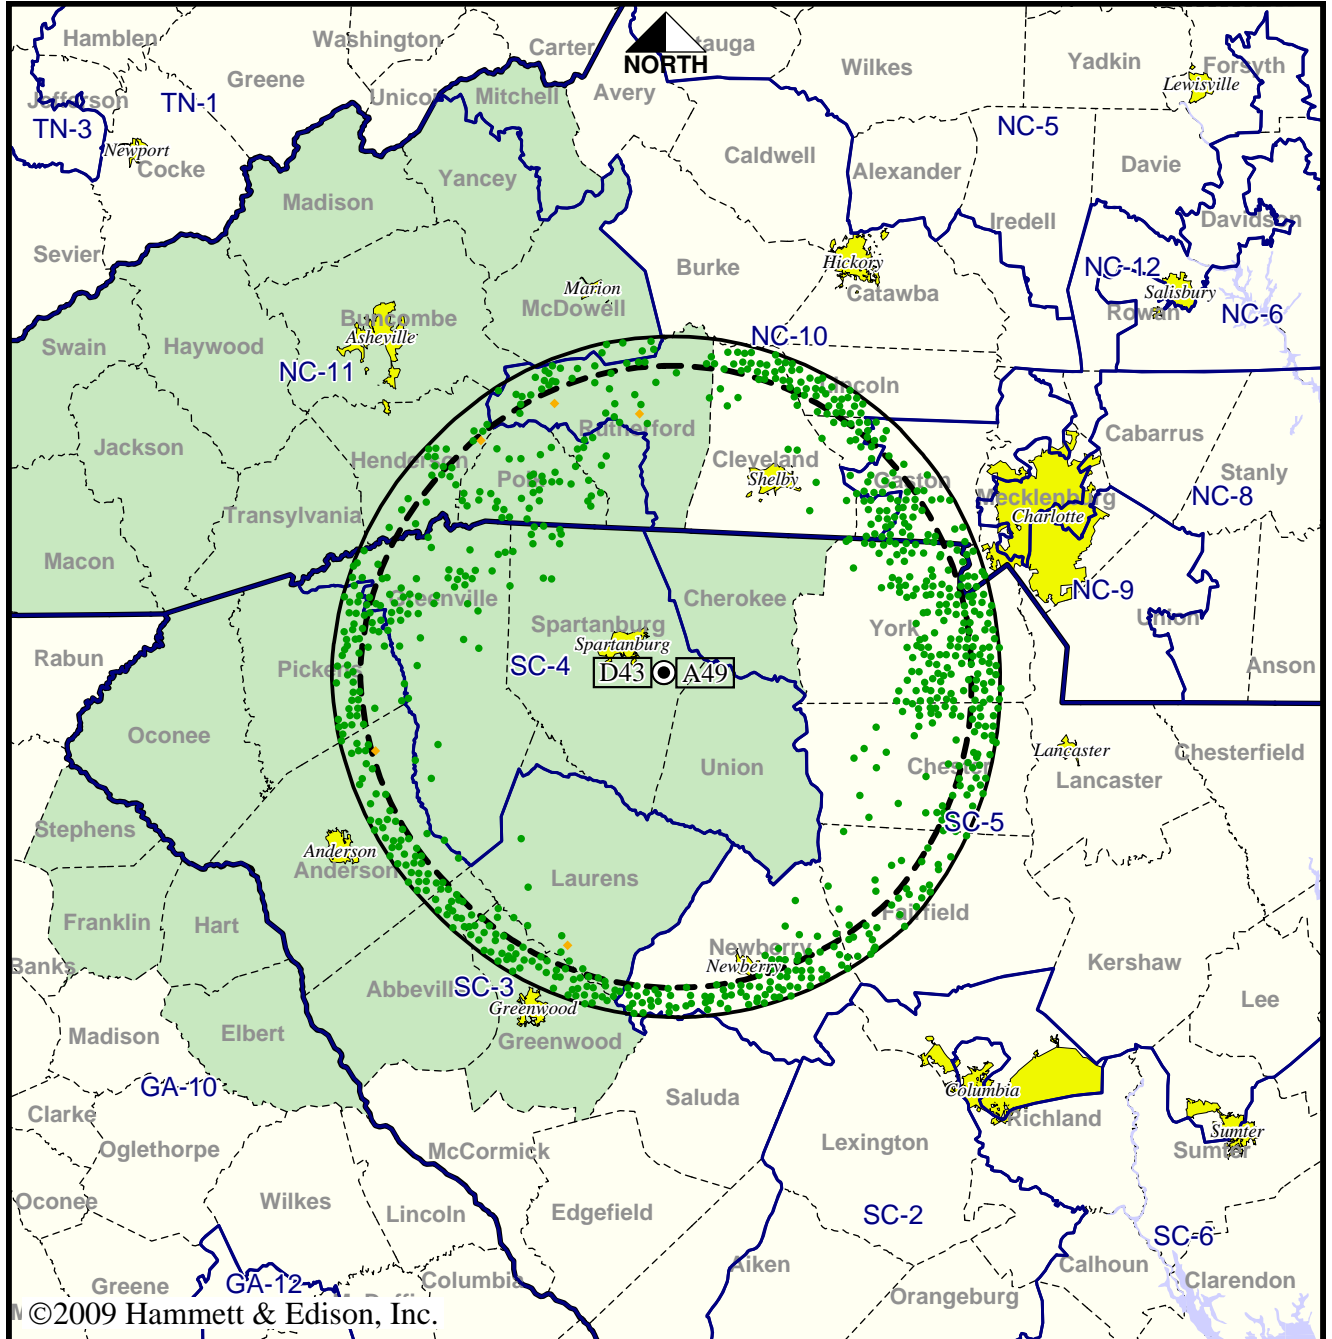 Hamblen
Washington
Carter
NORTH
Greene
Unicoi
Mitchell
Avery
Wilkes
Yadkin
Forsyth
Lewisville
Jefferson
TN-1
TN-3
Newport
Cocke
NC-5
Caldwell
Alexander
Davie
Yancey
Madison
Iredell
Davidson
Sevier
Burke
Hickory
Catawba
NC-12
Salisbury
Rowan
NC-6
Marion
McDowell
Buncombe
Asheville
Swain
Haywood
NC-11
NC-10
Lincoln
Jackson
Henderson
Polk
Rutherford
Cleveland
Shelby
Gaston
Mecklenburg
Charlotte
Cabarrus
Stanly
NC-8
Transylvania
Macon
NC-9
Union
Greenville
Cherokee
Spartanburg
Spartanburg
York
Rabun
Pickens
SC-4
D43
A49
Anson
Oconee
Union
Chester
Lancaster
Lancaster
Chesterfield
Stephens
SC-5
Anderson
Anderson
Laurens
Franklin
Hart
Fairfield
Newberry
Newberry
Banks
Kershaw
Abbeville
SC-3
Greenwood
Greenwood
Lee
Madison
Elbert
GA-10
Columbia
Richland
Saluda
Clarke
Oglethorpe
McCormick
Lexington
Sumter
Sumter
Oconee
Wilkes
Lincoln
Edgefield
SC-2
SC-6
Aiken
Calhoun
Greene
GA-12
Columbia
Orangeburg
Clarendon
©2009 Hammett & Edison, Inc.